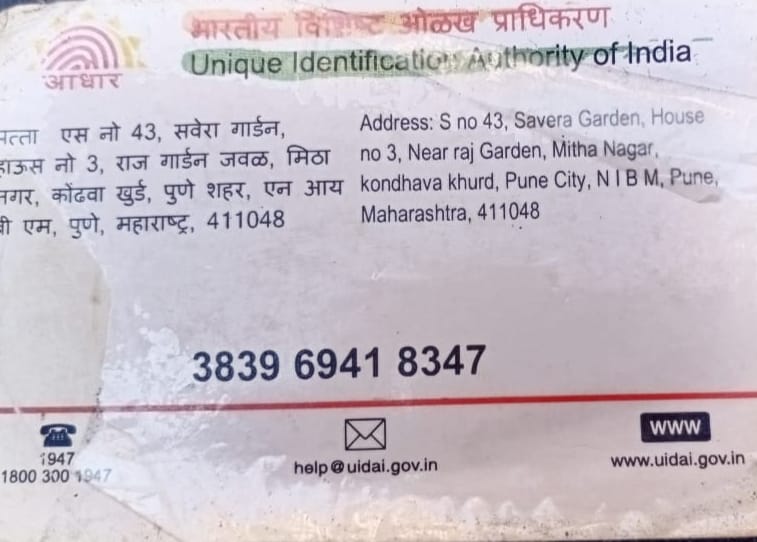 भारतीय विशिष्ट ओळख प्राधिकरण
Unique Identification Authority of India
आधार
पत्ता एस नो 43, सवेरा गार्डन,
हाऊस नो 3, राज गार्डन जवळ, मिठा
नगर, कोंढवा खुर्द, पुणे शहर, एन आय
बी एम, पुणे, महाराष्ट्र, 411048
Address: S no 43, Savera Garden, House
no 3, Near raj Garden, Mitha Nagar,
kondhava khurd, Pune City, N I B M, Pune,
Maharashtra, 411048
3839 6941 8347
1947
1800 300 1947
help@uidai.gov.in
WWW
www.uidai.gov.in